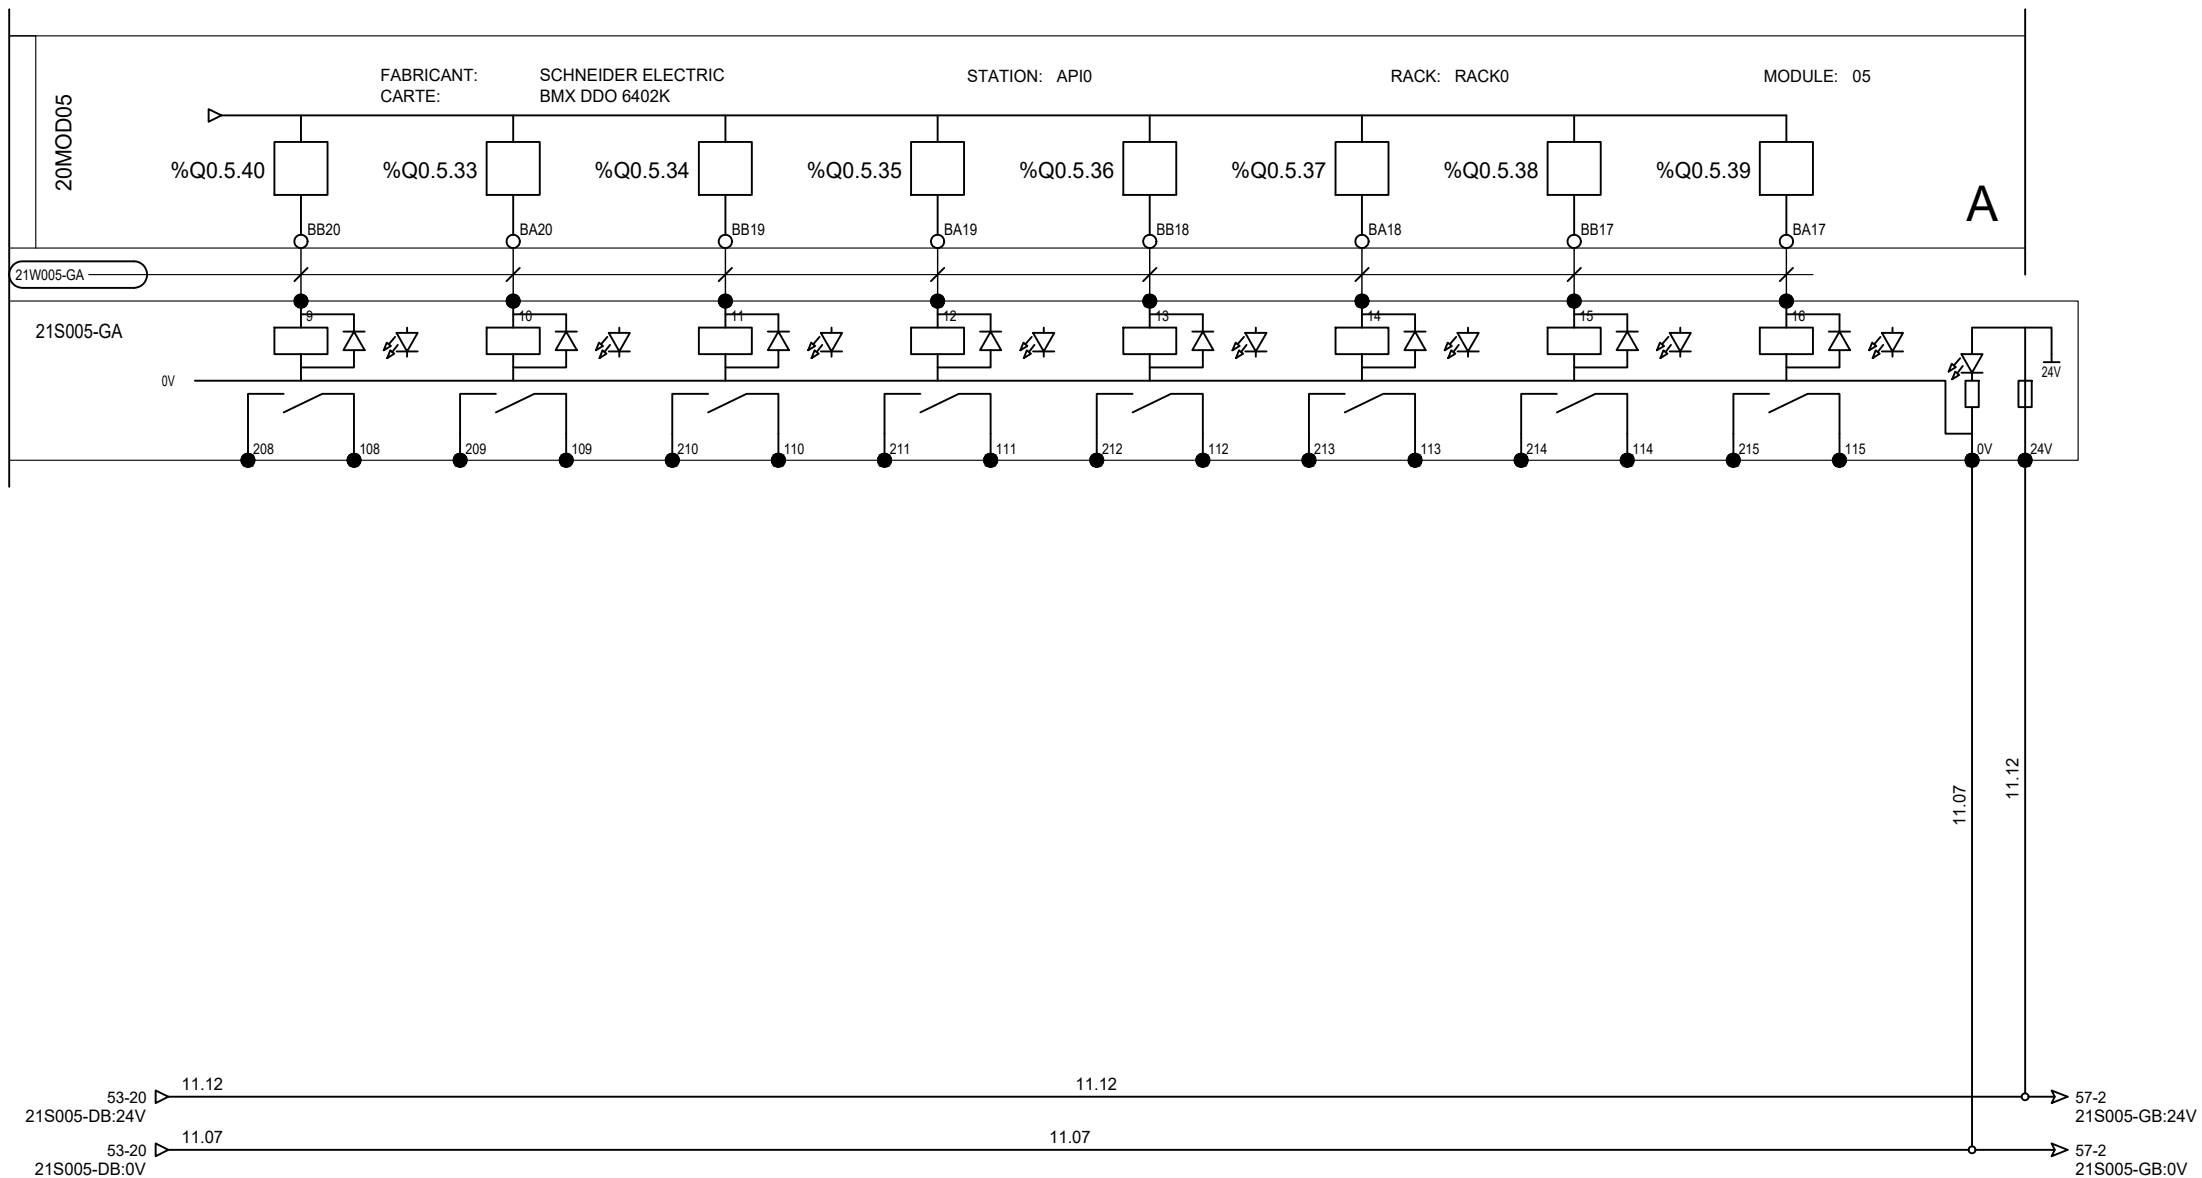 FABRICANT: SCHNEIDER ELECTRIC STATION: API0 RACK: RACK0 MODULE: 05
CARTE: BMX DDO 6402K
20MOD05
%Q0.5.40 %Q0.5.33 %Q0.5.34 %Q0.5.35 %Q0.5.36 %Q0.5.37 %Q0.5.38 %Q0.5.39
A
BB20 BA20 BB19 BA19 BB18 BA18 BB17 BA17
21W005-GA
9 10 11 12 13 14 15 16
21S005-GA
24V
0V
208 108 209 109 210 110 211 111 212 112 213 113 214 114 215 115 0V 24V
11.07
11.12
11.12 11.12
53-20 57-2
21S005-DB:24V 21S005-GB:24V
11.07 11.07
53-20 57-2
21S005-DB:0V 21S005-GB:0V